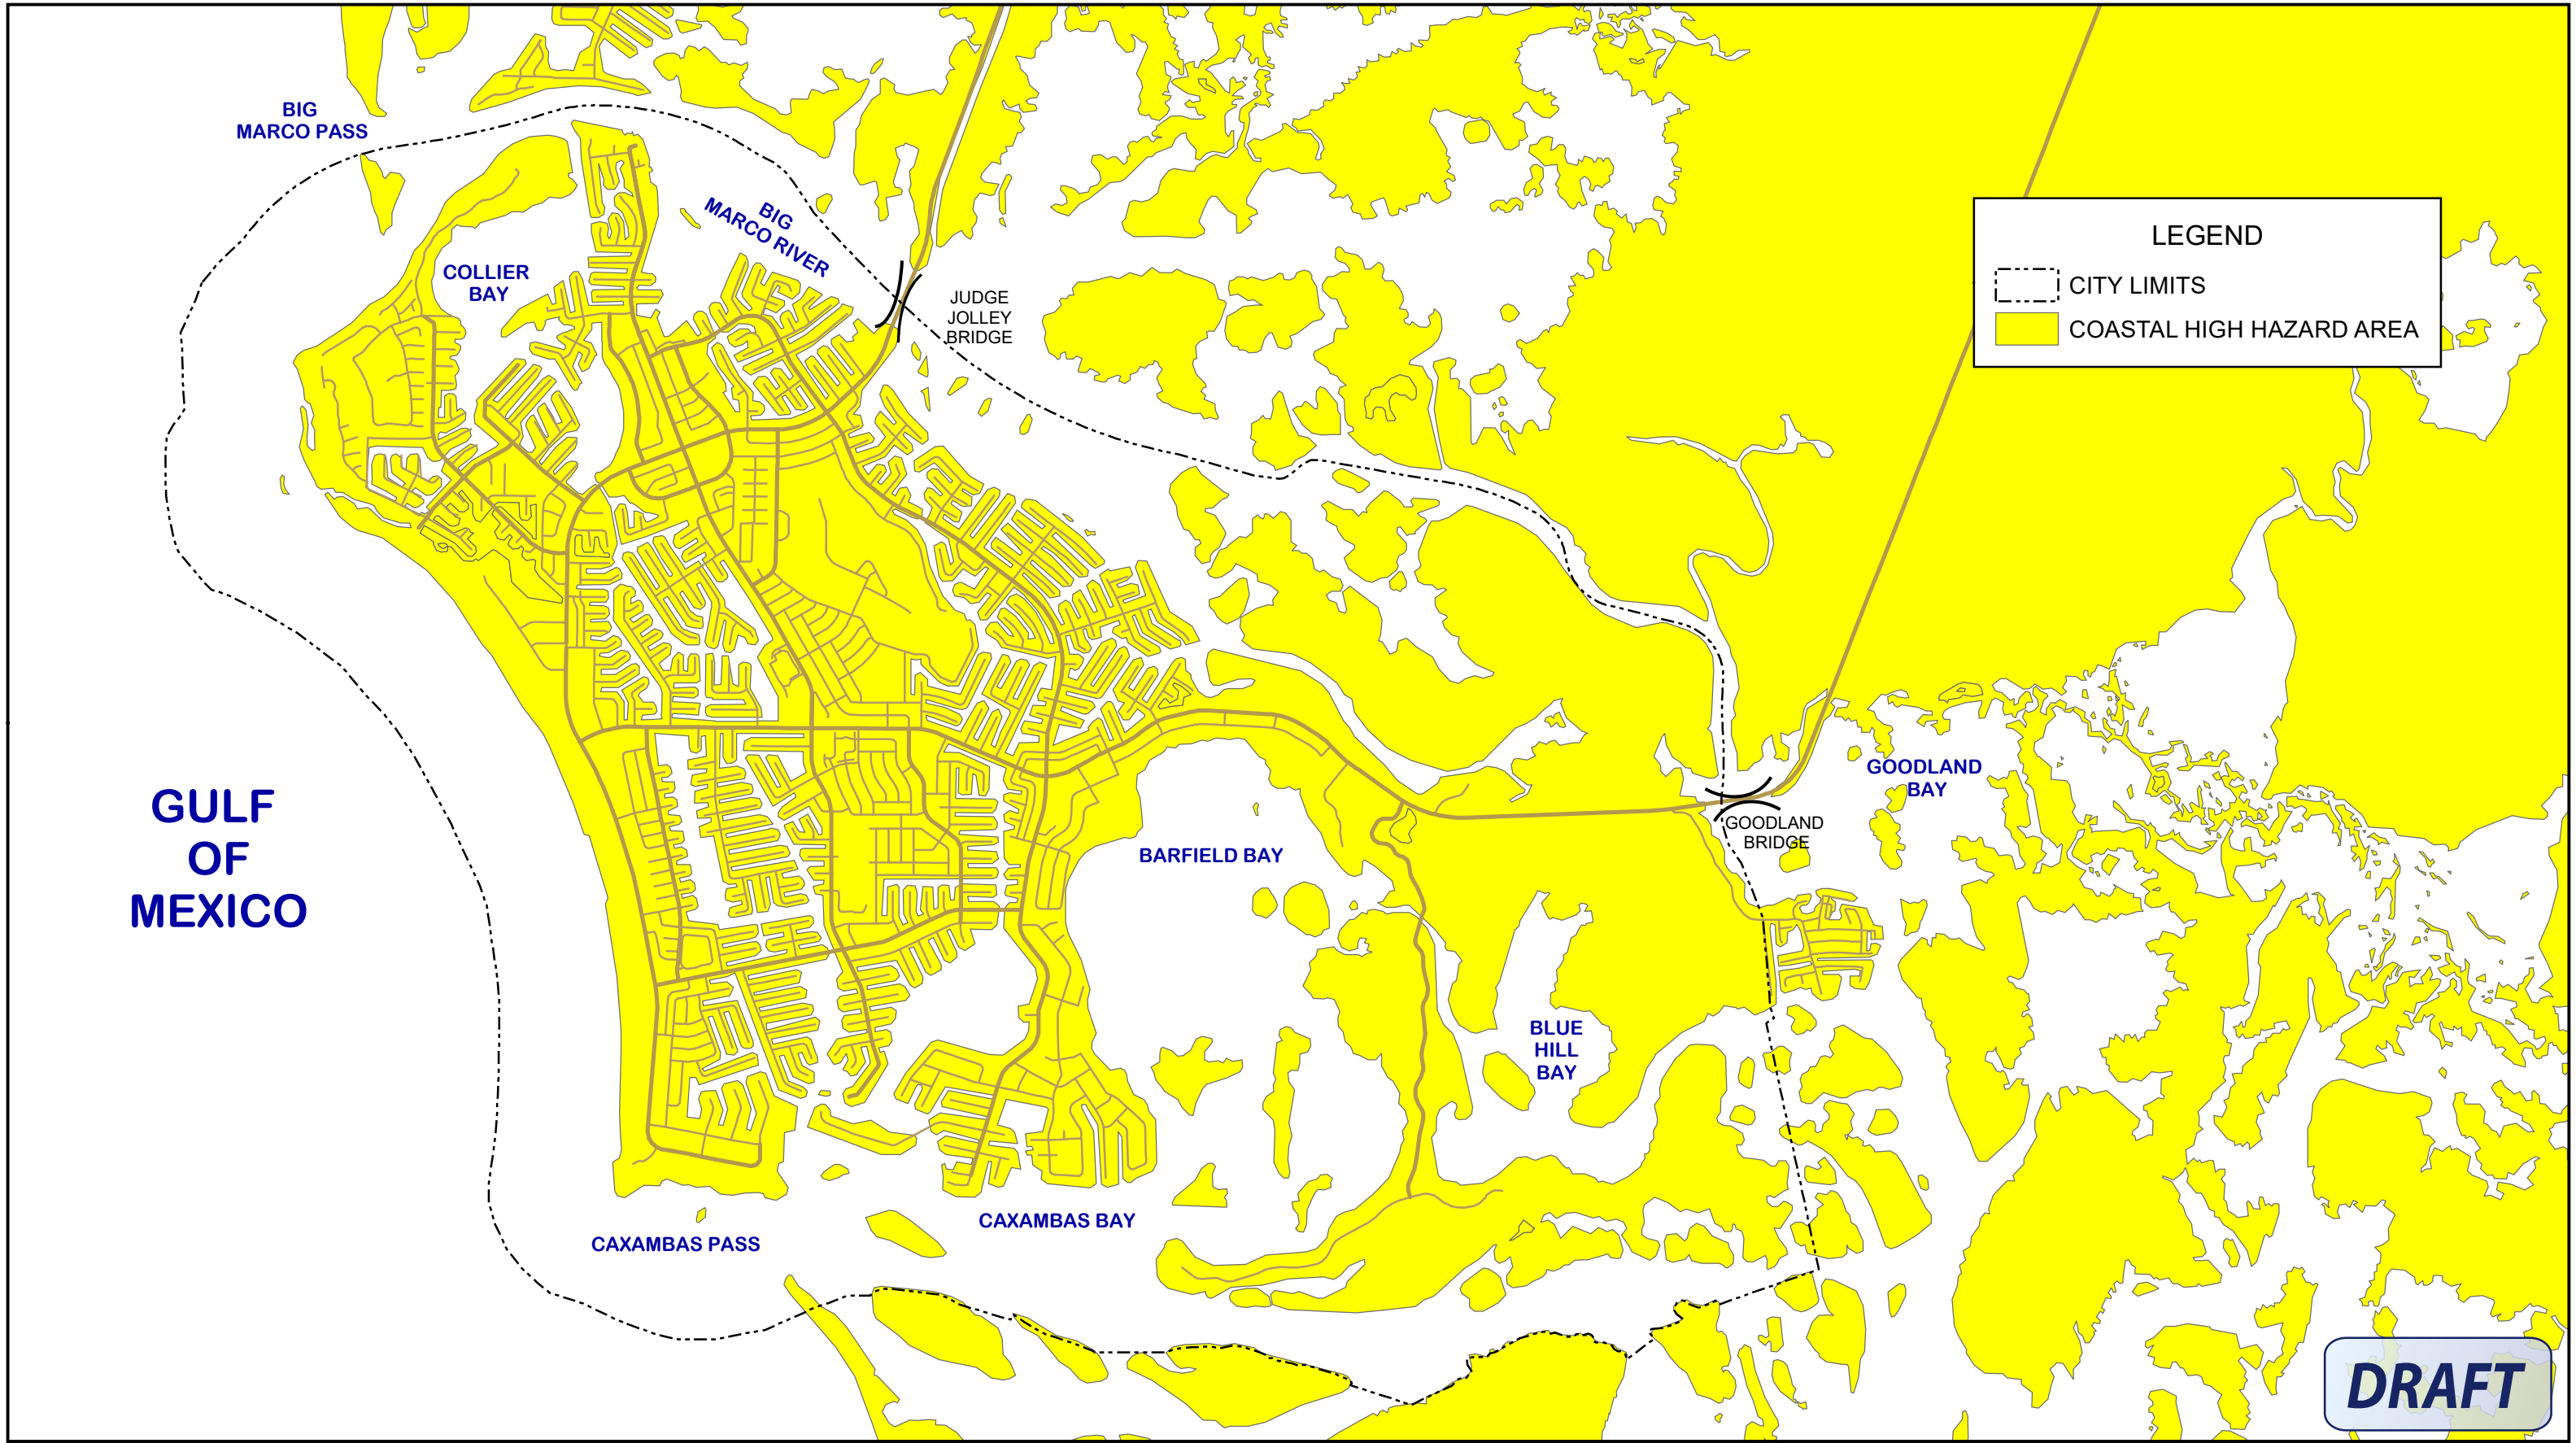 BIG
MARCO PASS
BIG
MARCO RIVER
COLLIER
BAY
JUDGE
JOLLEY
BRIDGE
LEGEND
CITY LIMITS
COASTAL HIGH HAZARD AREA
GULF
OF
MEXICO
GOODLAND
BAY
GOODLAND
BRIDGE
BARFIELD BAY
BLUE
HILL
BAY
CAXAMBAS BAY
CAXAMBAS PASS
DRAFT